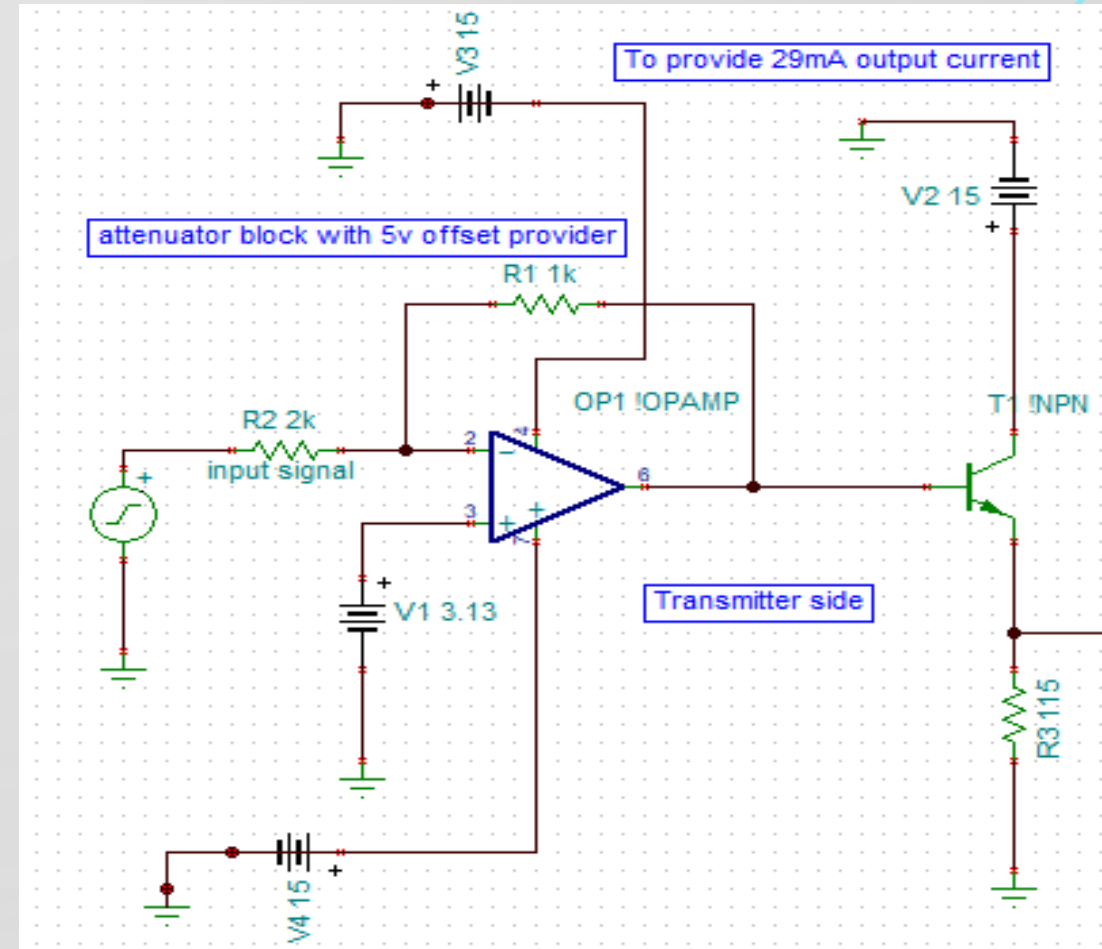 V3 15
To provide 29mA output current
+
V2 15
+
attenuator block with 5v offset provider
R1 1k
OP1 !OPAMP
T1 !NPN
R2 2k
input signal
+
2
4
−
6
3
+
+
7
+
V1 3.13
Transmitter side
R3 115
+
V4 15